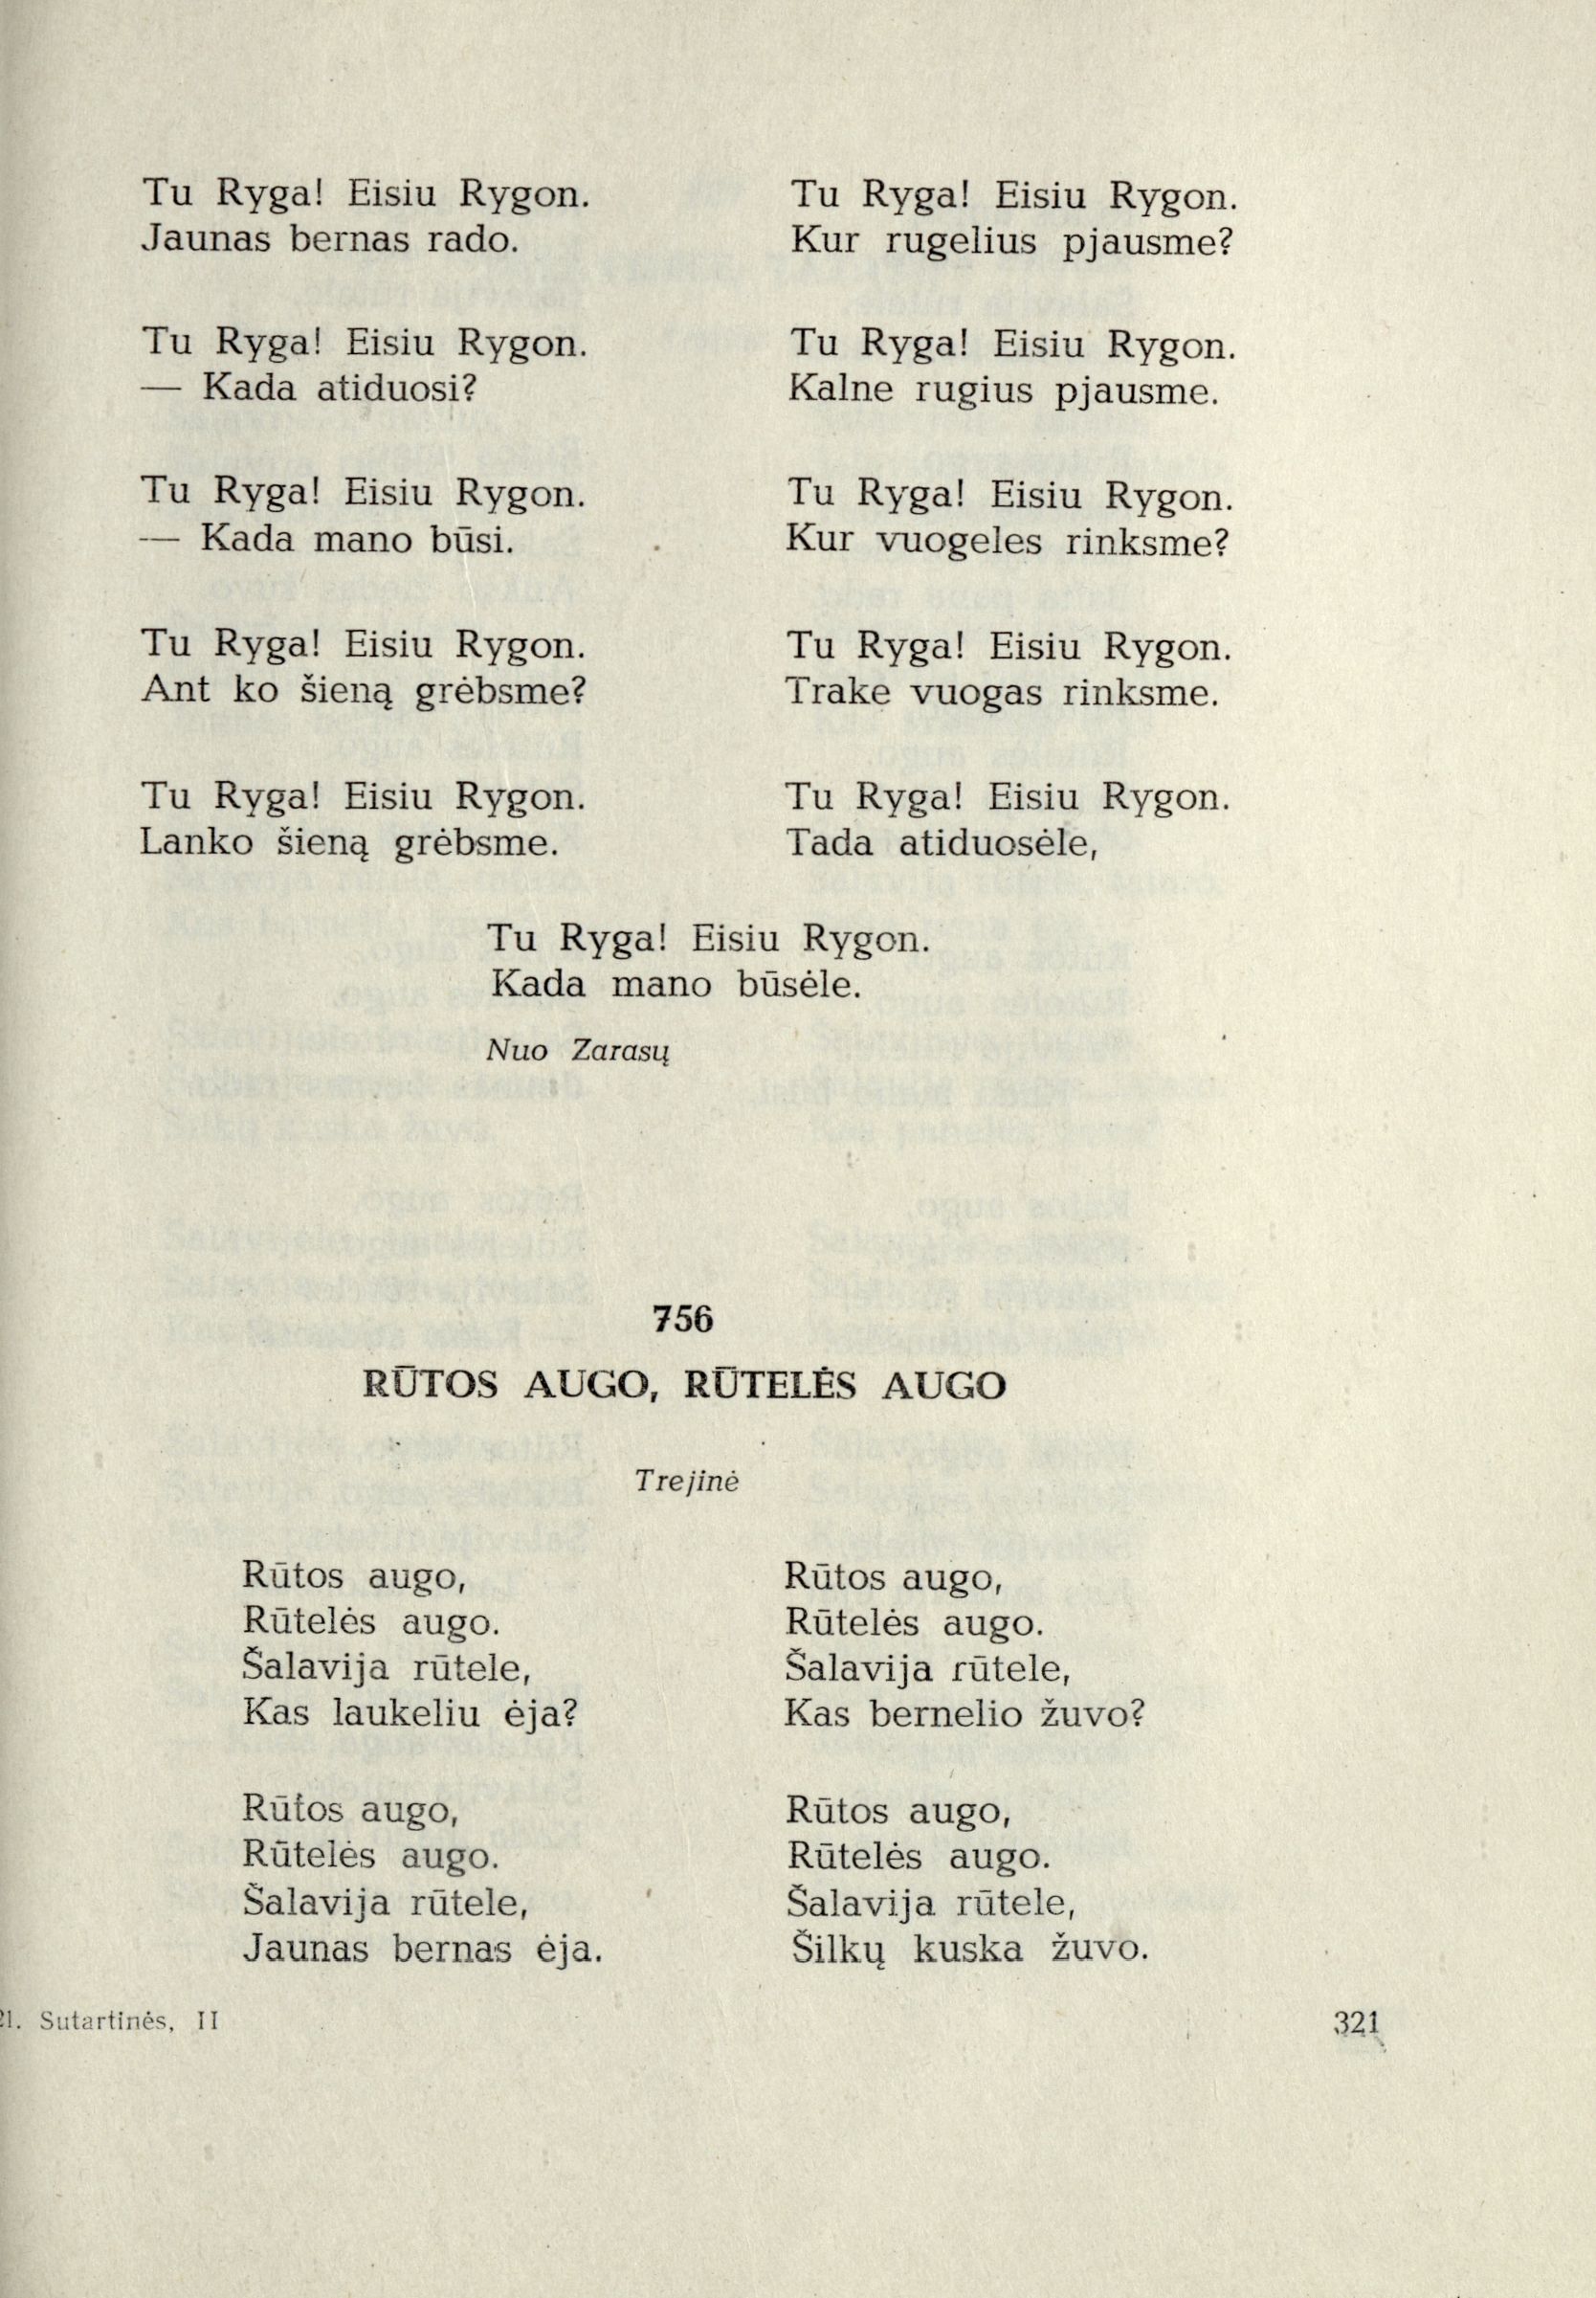 Tu Ryga! Eisiu Rygon.
Jaunas bernas rado.
Tu Ryga! Eisiu Rygon.
— Kada atiduosi?
Tu Ryga! Eisiu Rygon.
— Kada mano būsi.
Tu Ryga! Eisiu Rygon.
Ant ko šieną grėbsme?
Tu Ryga! Eisiu Rygon.
Lanko šieną grėbsme.
Tu Ryga! Eisiu Rygon.
Kur rugelius pjausme?
Tu Ryga! Eisiu Rygon.
Kalne rugius pjausme.
Tu Ryga! Eisiu Rygon.
Kur vuogeles rinksme?
Tu Ryga! Eisiu Rygon.
Trake vuogas rinksme.
Tu Ryga! Eisiu Rygon.
Tada atiduosėle,
Tu Ryga! Eisiu Rygon.
Kada mano būsėle.
Nuo Zarasų
756
RŪTOS AUGO, RŪTELĖS AUGO
Trejinė
Rūtos augo,
Rūtelės augo.
Šalavija rūtele,
Kas laukeliu ėja?
Rūtos augo,
Rūtelės augo.
Šalavija rūtele,
Jaunas bernas ėja.
Rūtos augo,
Rūtelės augo.
Šalavija rūtele,
Kas bernelio žuvo?
Rūtos augo,
Rūtelės augo.
Šalavija rūtele,
Šilkų kuska žuvo.
21. Sutartinės, II
321